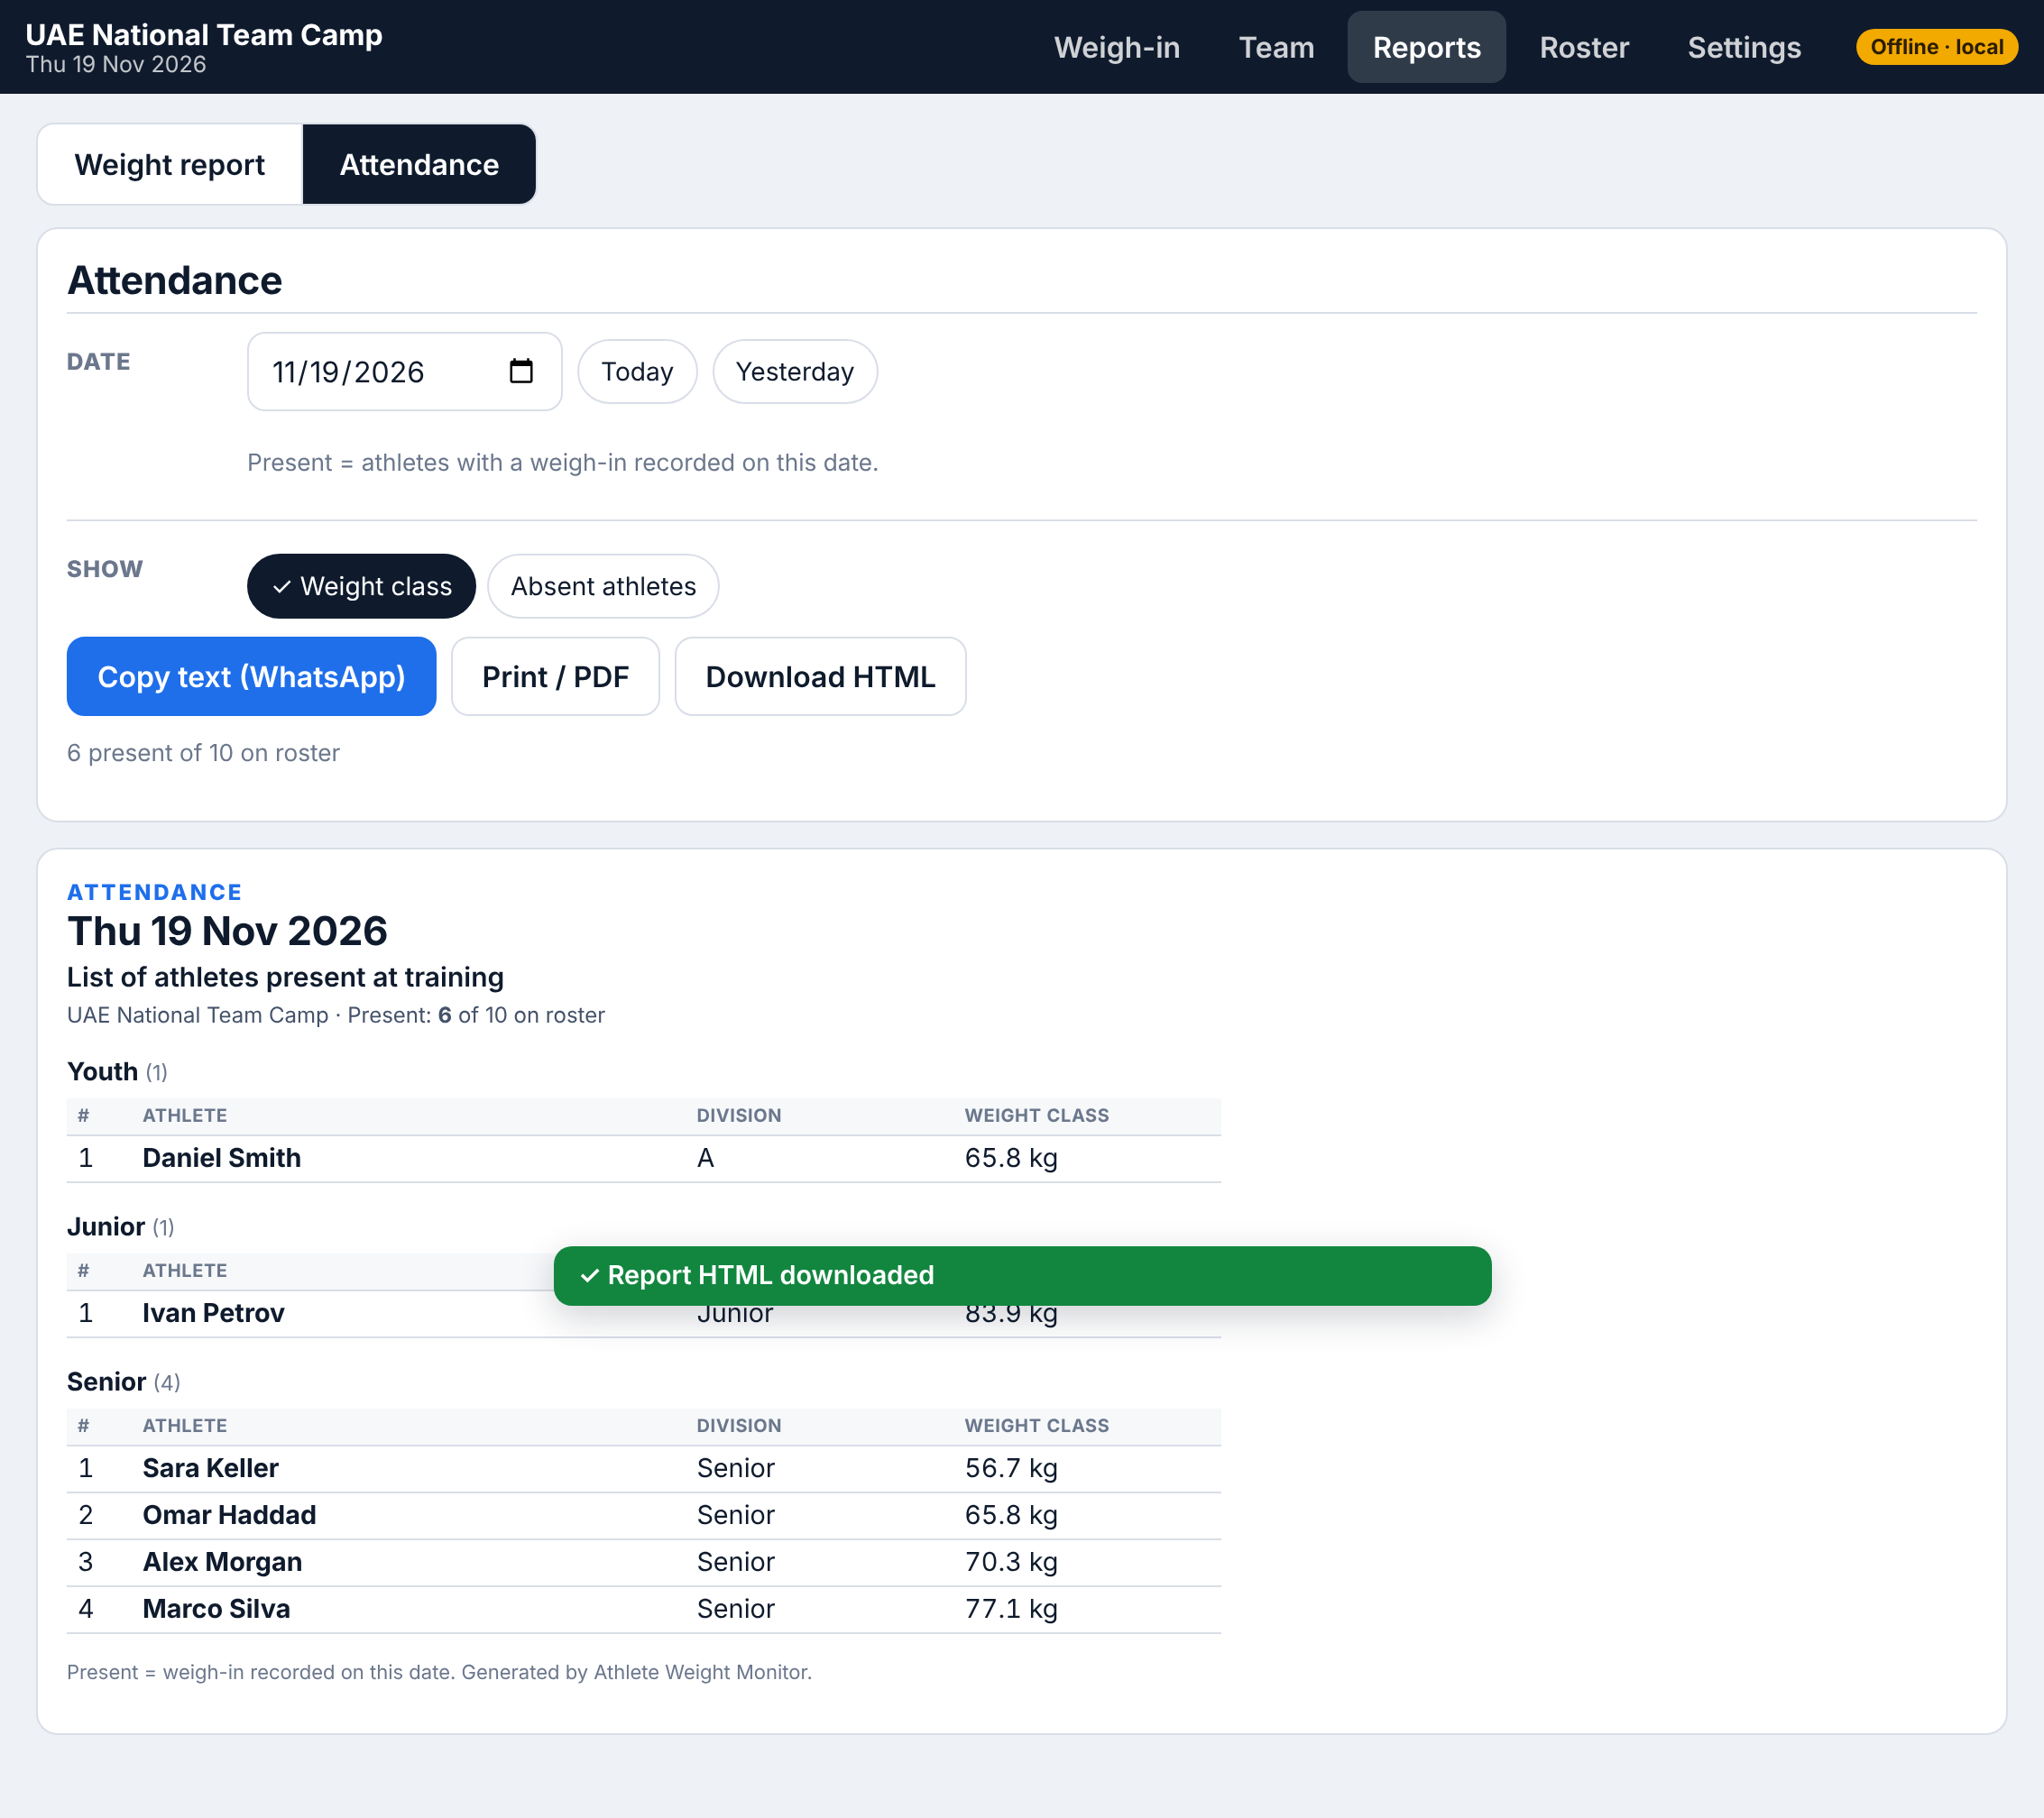 UAE National Team Camp
Thu 19 Nov 2026
Weigh-in Team Reports Roster Settings Offline · local
Weight report Attendance
Attendance
DATE 11/19/2026 Today Yesterday
Present = athletes with a weigh-in recorded on this date.
SHOW ✓ Weight class Absent athletes
Copy text (WhatsApp) Print / PDF Download HTML
6 present of 10 on roster
ATTENDANCE
Thu 19 Nov 2026
List of athletes present at training
UAE National Team Camp · Present: 6 of 10 on roster
Youth (1)
# ATHLETE DIVISION WEIGHT CLASS
1 Daniel Smith A 65.8 kg
Junior (1)
# ATHLETE
✓ Report HTML downloaded
1 Ivan Petrov Junior 83.9 kg
Senior (4)
# ATHLETE DIVISION WEIGHT CLASS
1 Sara Keller Senior 56.7 kg
2 Omar Haddad Senior 65.8 kg
3 Alex Morgan Senior 70.3 kg
4 Marco Silva Senior 77.1 kg
Present = weigh-in recorded on this date. Generated by Athlete Weight Monitor.